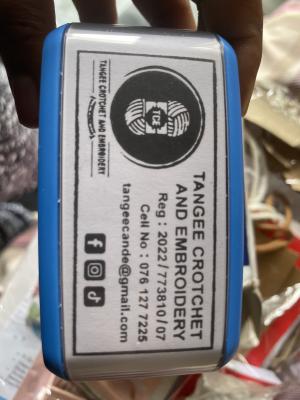 TCE
TANGEE CROTCHET AND EMBROIDERY
TANGEE CROTCHET
AND EMBROIDERY
Reg : 2022/773810/07
Cell No : 076 127 7225
tangeecande@gmail.com